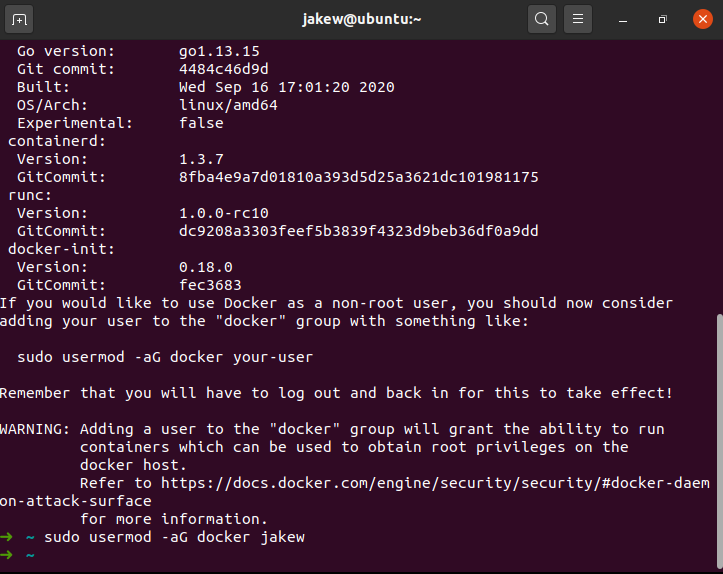 jakew@ubuntu:~
Go version: go1.13.15
Git commit: 4484c46d9d
Built: Wed Sep 16 17:01:20 2020
OS/Arch: linux/amd64
Experimental: false
containerd:
Version: 1.3.7
GitCommit: 8fba4e9a7d01810a393d5d25a3621dc101981175
runc:
Version: 1.0.0-rc10
GitCommit: dc9208a3303feef5b3839f4323d9beb36df0a9dd
docker-init:
Version: 0.18.0
GitCommit: fec3683
If you would like to use Docker as a non-root user, you should now consider
adding your user to the "docker" group with something like:
sudo usermod -aG docker your-user
Remember that you will have to log out and back in for this to take effect!
WARNING: Adding a user to the "docker" group will grant the ability to run
containers which can be used to obtain root privileges on the
docker host.
Refer to https://docs.docker.com/engine/security/security/#docker-daem
on-attack-surface
for more information.
➜ ~ sudo usermod -aG docker jakew
➜ ~